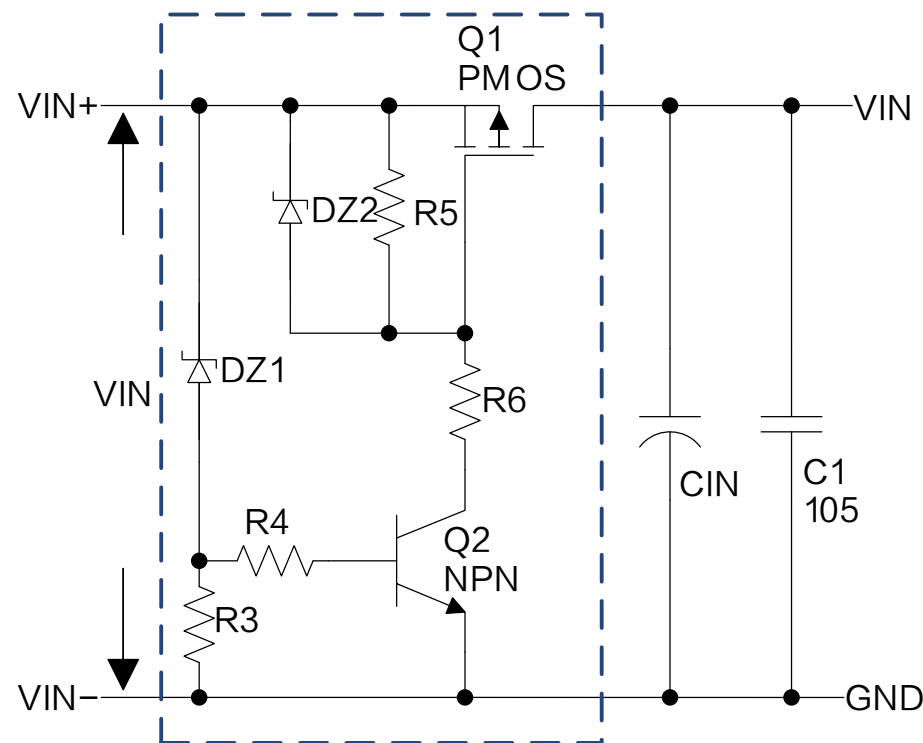 Q1
PMOS
VIN+
VIN
DZ2
R5
DZ1
VIN
R6
CIN
C1
105
R4
Q2
NPN
R3
VIN−
GND